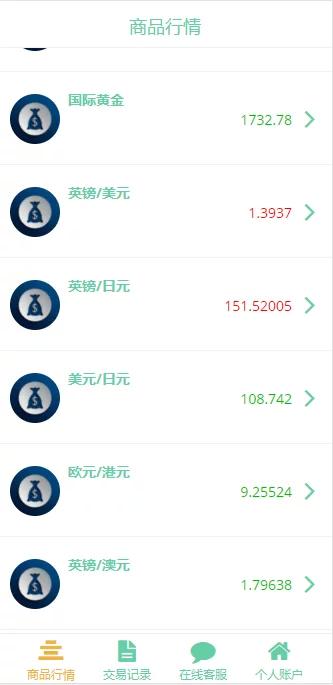 商品行情
国际黄金
1732.78
英镑/美元
1.3937
英镑/日元
151.52005
美元/日元
108.742
欧元/港元
9.25524
英镑/澳元
1.79638
商品行情 交易记录 在线客服 个人账户